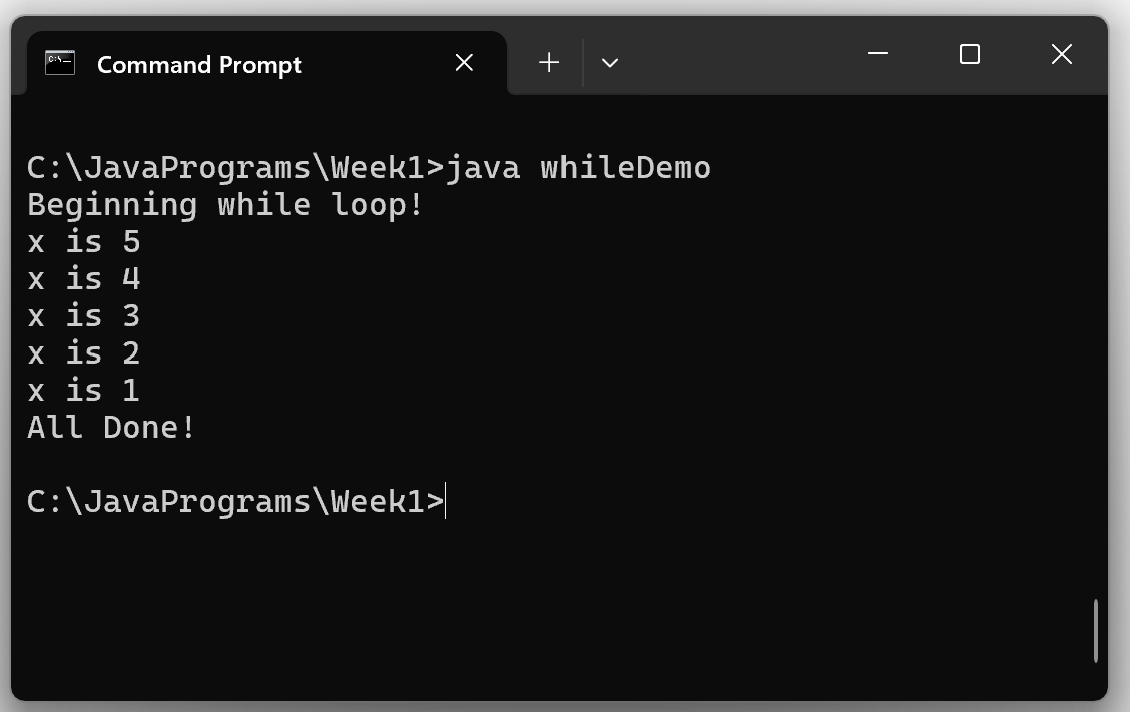 Command Prompt
C:\JavaPrograms\Week1>java whileDemo
Beginning while loop!
x is 5
x is 4
x is 3
x is 2
x is 1
All Done!
C:\JavaPrograms\Week1>